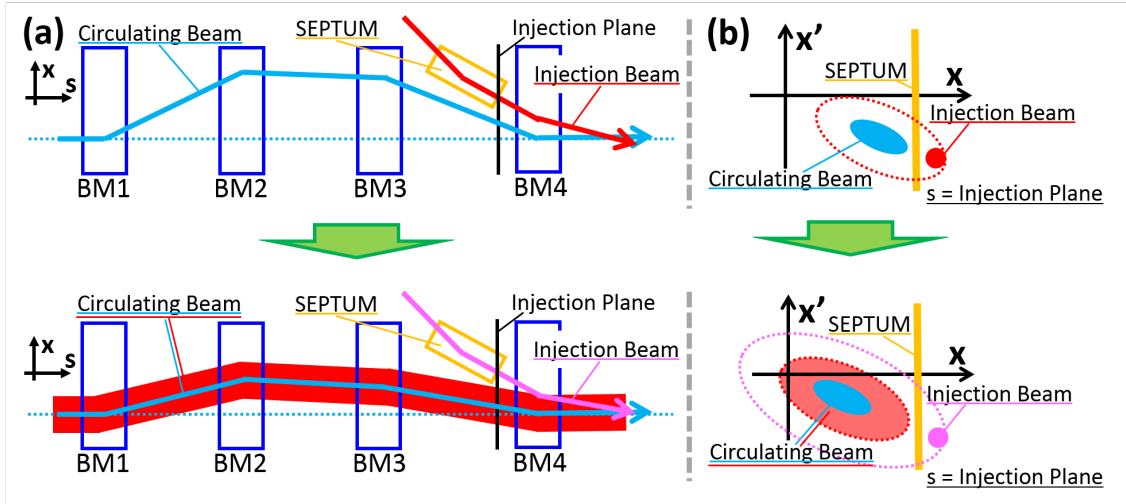 (a)
Circulating Beam
SEPTUM
Injection Plane
Injection Beam
x
s
BM1
BM2
BM3
BM4
(b)
x’
SEPTUM
x
Injection Beam
Circulating Beam
s = Injection Plane
Circulating Beam
SEPTUM
Injection Plane
Injection Beam
x
s
BM1
BM2
BM3
BM4
x’
SEPTUM
x
Injection Beam
Circulating Beam
s = Injection Plane